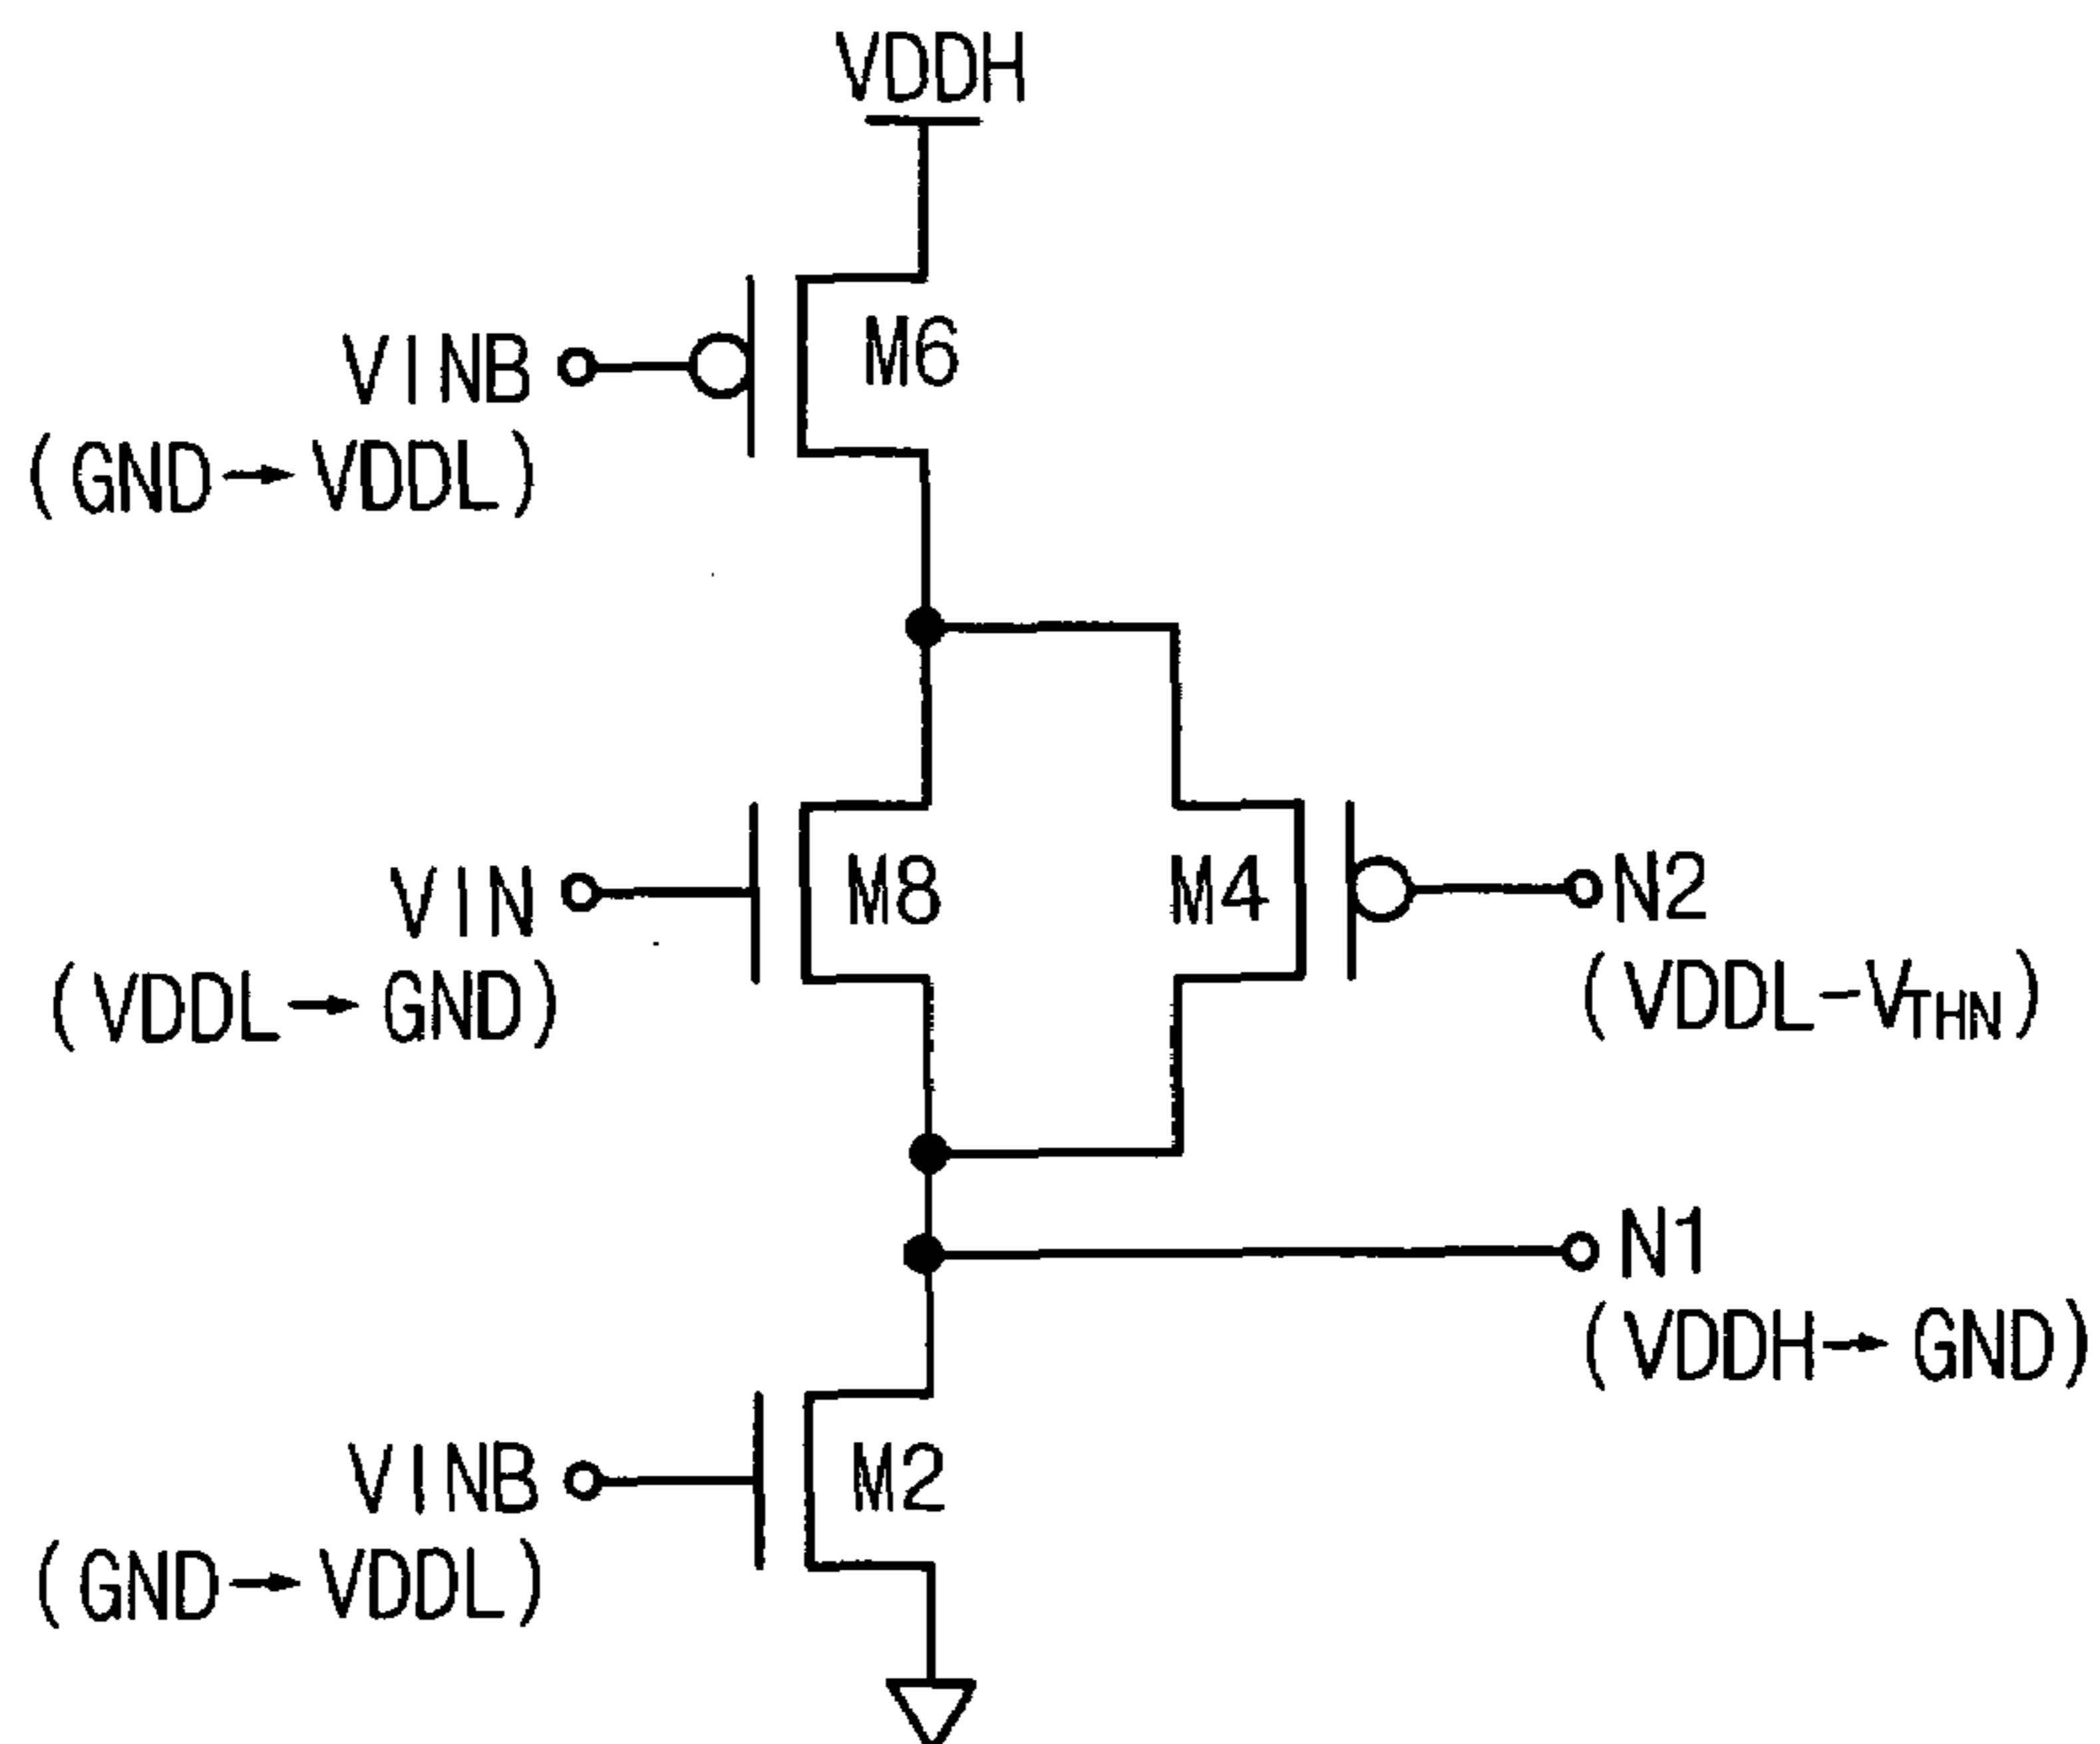 VDDH
M6
VINB
(GND→VDDL)
VIN
(VDDL→GND)
M8
M4
N2
(VDDL-VTHN)
N1
(VDDH→GND)
VINB
(GND→VDDL)
M2